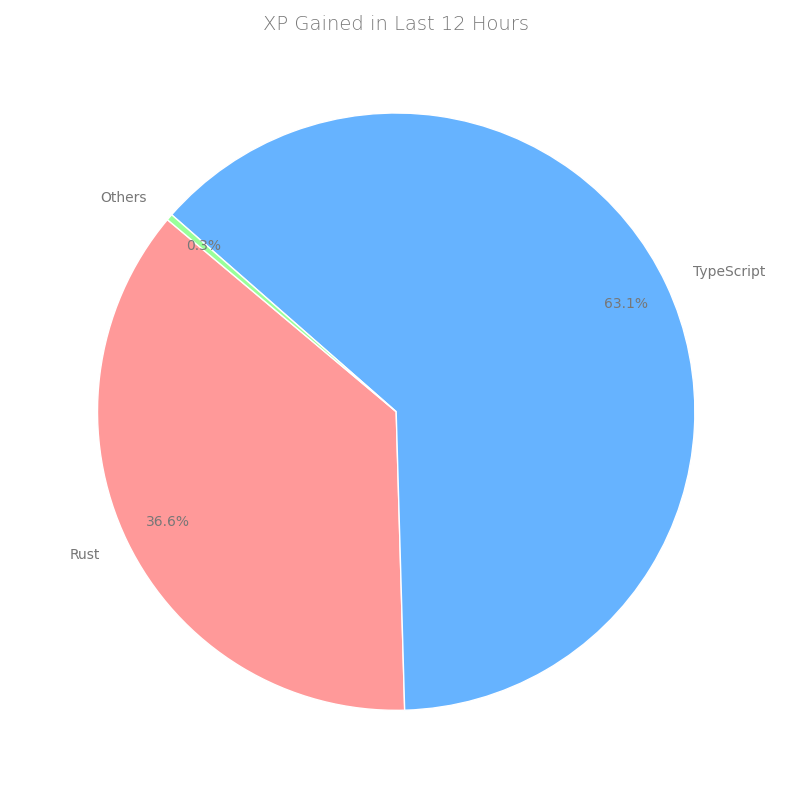 XP Gained in Last 12 Hours
Others
0.3%
TypeScript
63.1%
36.6%
Rust